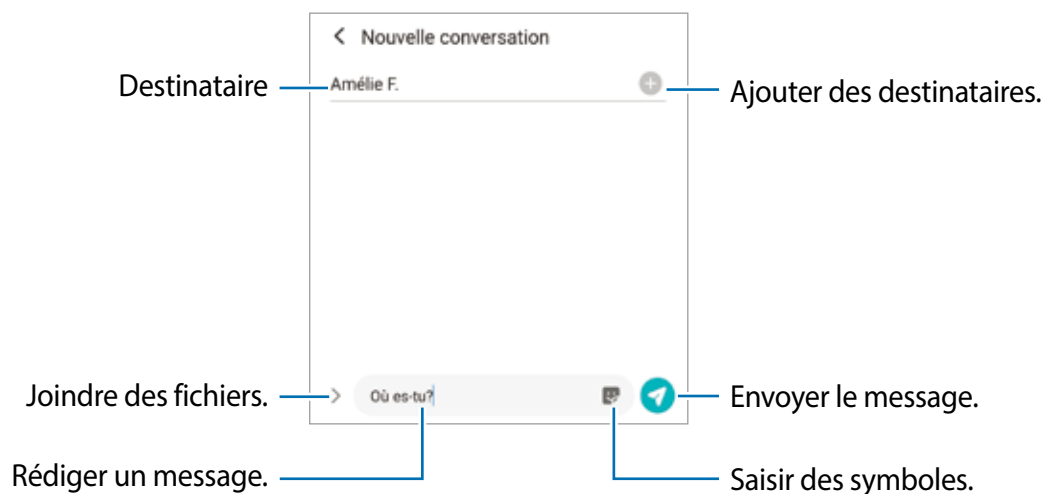 Nouvelle conversation
Destinataire
Amélie F.
Ajouter des destinataires.
Joindre des fichiers.
Où es-tu?
Envoyer le message.
Rédiger un message.
Saisir des symboles.